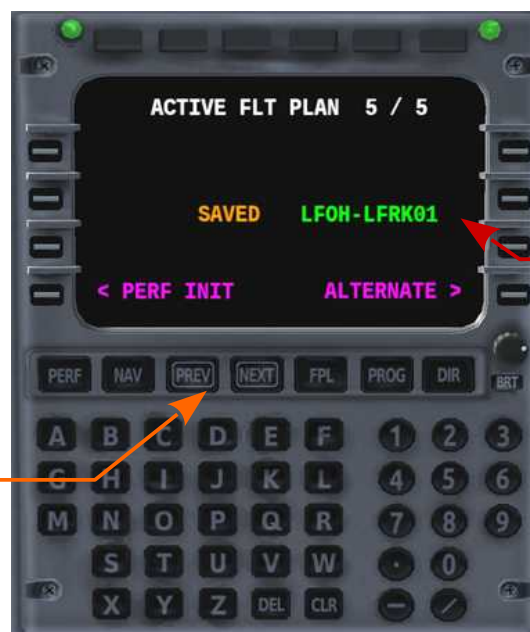 ACTIVE FLT PLAN 5 / 5
SAVED LFOH-LFRK01
< PERF INIT ALTERNATE >
PERF NAV PREV NEXT FPL PROG DIR BRT
A B C D E F 1 2 3
G H I J K L 4 5 6
M N O P Q R 7 8 9
S T U V W · 0
X Y Z DEL CLR - /